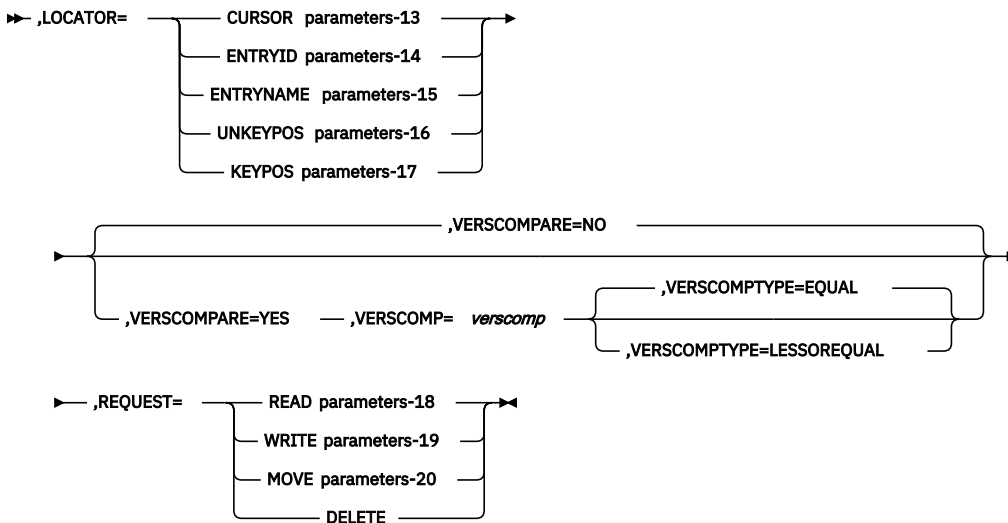 ,LOCATOR= CURSOR parameters-13
ENTRYID parameters-14
ENTRYNAME parameters-15
UNKEYPOS parameters-16
KEYPOS parameters-17
,VERSCOMPARE=NO
,VERSCOMPARE=YES ,VERSCOMP= verscomp
,VERSCOMPTYPE=EQUAL
,VERSCOMPTYPE=LESSOREQUAL
,REQUEST= READ parameters-18
WRITE parameters-19
MOVE parameters-20
DELETE